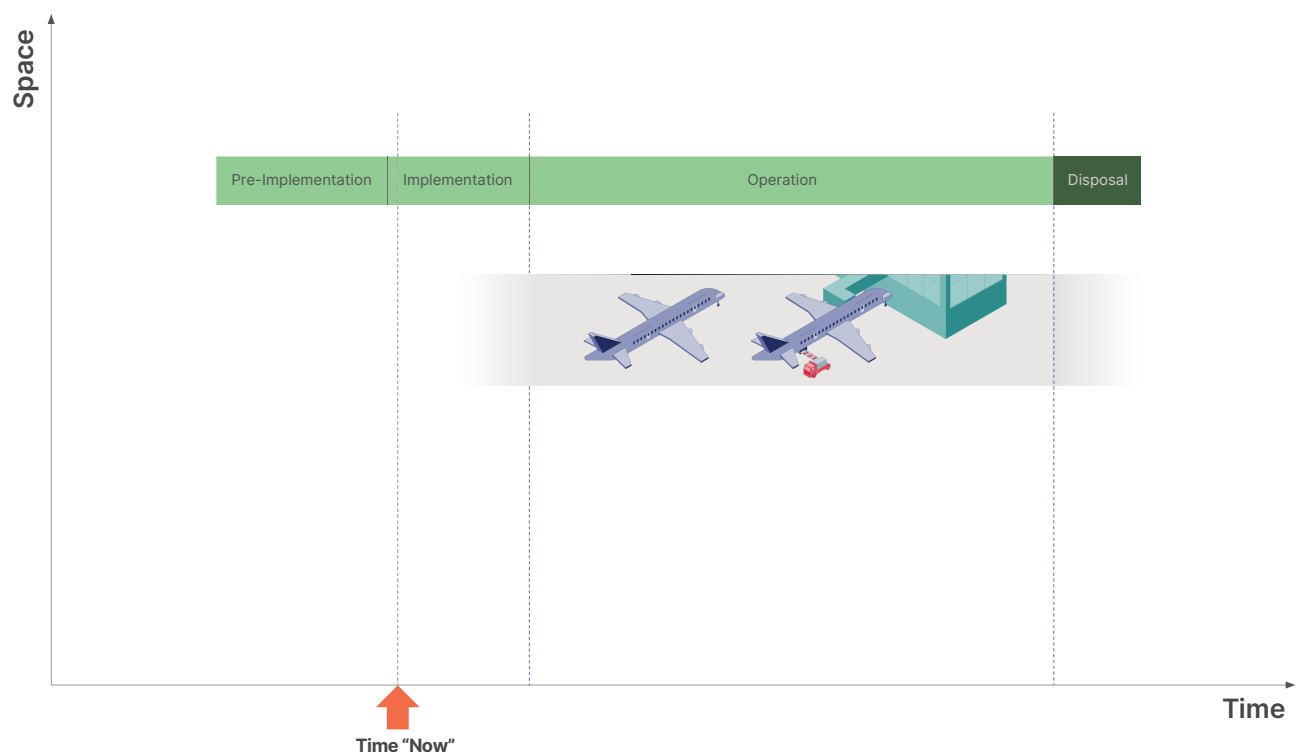 Space
Pre-Implementation
Implementation
Operation
Disposal
Time
Time “Now”